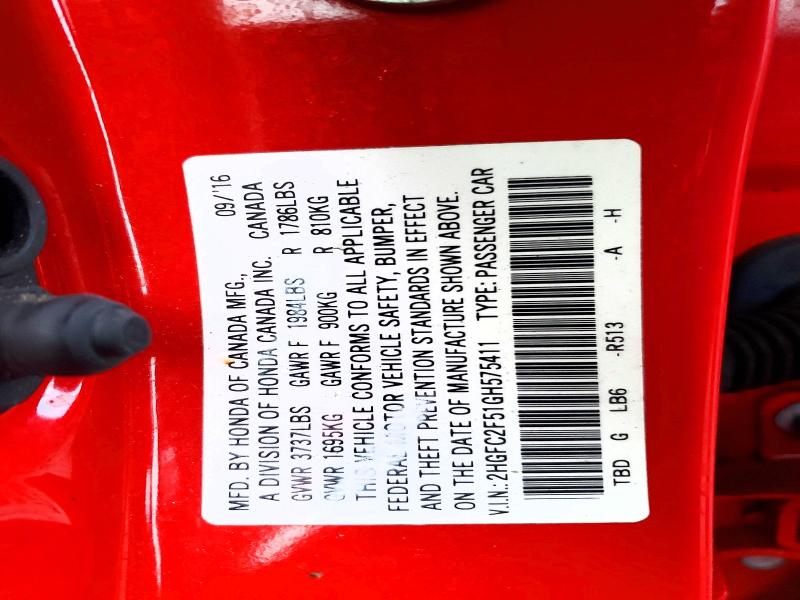 MFD. BY HONDA OF CANADA MFG., 09/'16
A DIVISION OF HONDA CANADA INC. CANADA
GVWR 3737LBS GAWR F 1984LBS R 1786LBS
GVWR 1695KG GAWR F 900KG R 810KG
THIS VEHICLE CONFORMS TO ALL APPLICABLE
FEDERAL MOTOR VEHICLE SAFETY, BUMPER,
AND THEFT PREVENTION STANDARDS IN EFFECT
ON THE DATE OF MANUFACTURE SHOWN ABOVE.
V.I.N.: 2HGFC2F51GH575411 TYPE: PASSENGER CAR
TBD G LB6 -R513 -A -H